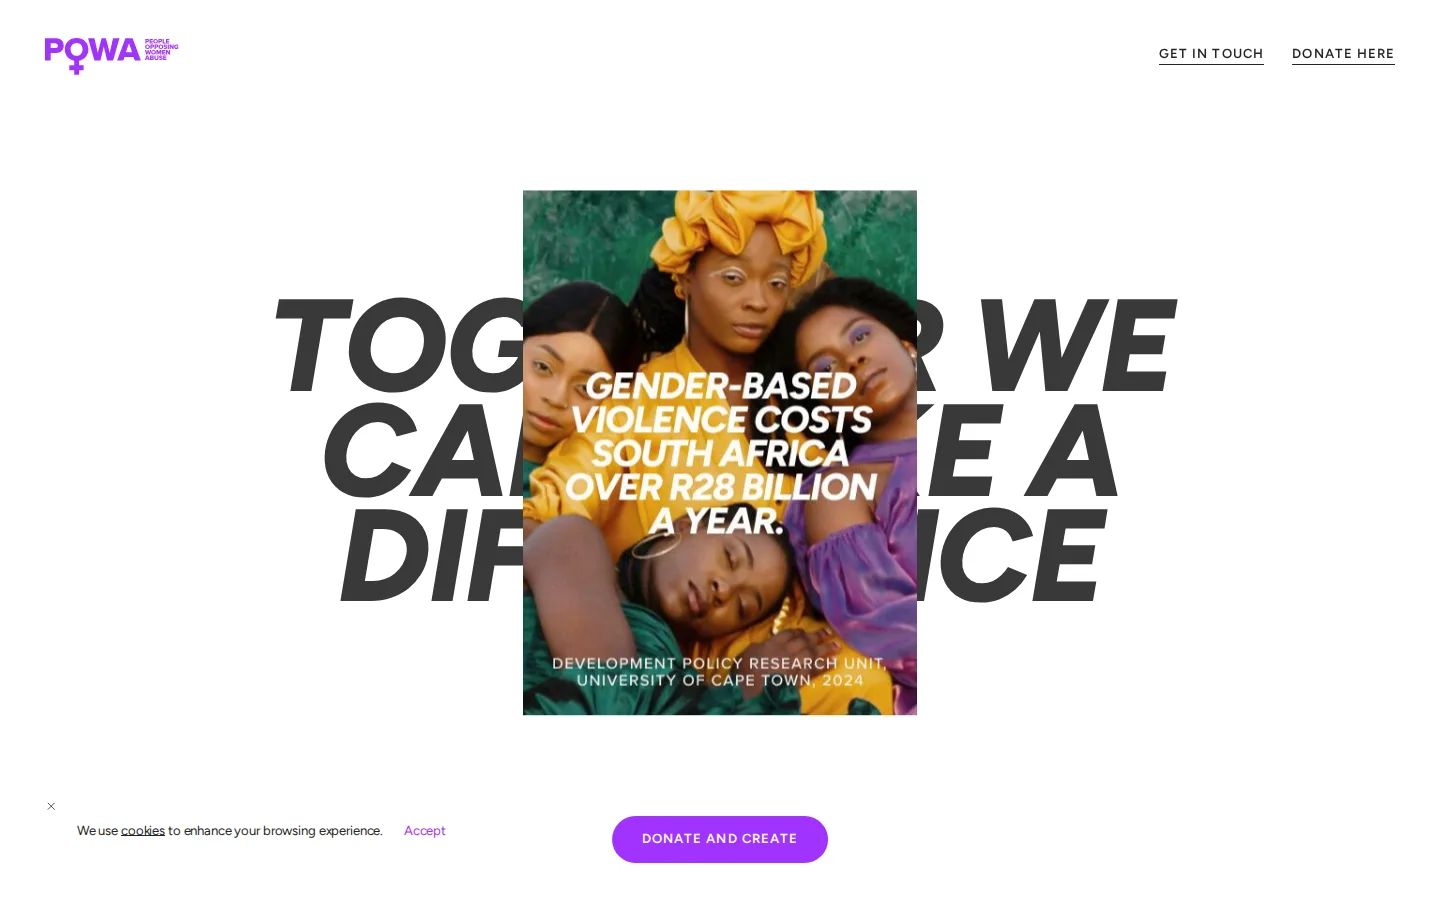 POWA
PEOPLE
OPPOSING
WOMEN
ABUSE
GET IN TOUCH
DONATE HERE
TOG R WE
CA KE A
DIF CE
GENDER-BASED
VIOLENCE COSTS
SOUTH AFRICA
OVER R28 BILLION
A YEAR.
DEVELOPMENT POLICY RESEARCH UNIT,
UNIVERSITY OF CAPE TOWN, 2024
We use cookies to enhance your browsing experience.
Accept
DONATE AND CREATE